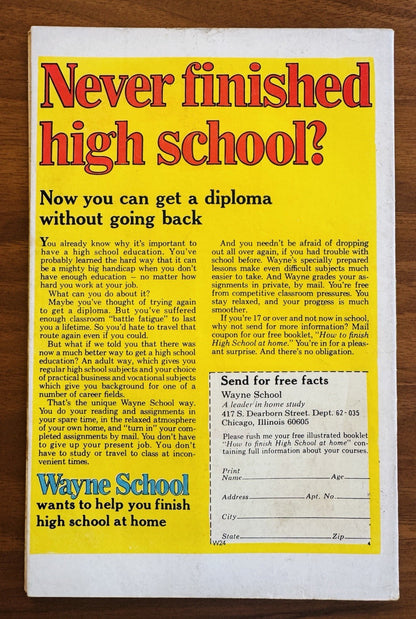 Never finished
high school?
Now you can get a diploma
without going back
You already know why it's important to
have a high school education. You've
probably learned the hard way that it can
be a mighty big handicap when you don't
have enough education – no matter how
hard you work at your job.
What can you do about it?
Maybe you've thought of trying again
to get a diploma. But you've suffered
enough classroom "battle fatigue" to last
you a lifetime. So you'd hate to travel that
route again even if you could.
But what if we told you that there was
now a much better way to get a high school
education? An adult way, which gives you
regular high school subjects and your choice
of practical business and vocational subjects
which give you background for one of a
number of career fields.
That's the unique Wayne School way.
You do your reading and assignments in
your spare time, in the relaxed atmosphere
of your own home, and "turn in" your com-
pleted assignments by mail. You don't have
to give up your present job. You don't
have to study or travel to class at incon-
venient times.
Wayne School
wants to help you finish
high school at home
And you needn't be afraid of dropping
out all over again, if you had trouble with
school before. Wayne's specially prepared
lessons make even difficult subjects much
easier to take. And Wayne grades your as-
signments in private, by mail. You're free
from competitive classroom pressures. You
stay relaxed, and your progress is much
smoother.
If you're 17 or over and not now in school,
why not send for more information? Mail
coupon for our free booklet, "How to finish
High School at home." You're in for a pleas-
ant surprise. And there's no obligation.
Send for free facts
Wayne School
A leader in home study
417 S. Dearborn Street. Dept. 62-035
Chicago, Illinois 60605
Please rush me your free illustrated booklet
"How to finish High School at home" con-
taining full information about your courses.
Print
Name Age
Address Apt. No.
City
State Zip
W24 4